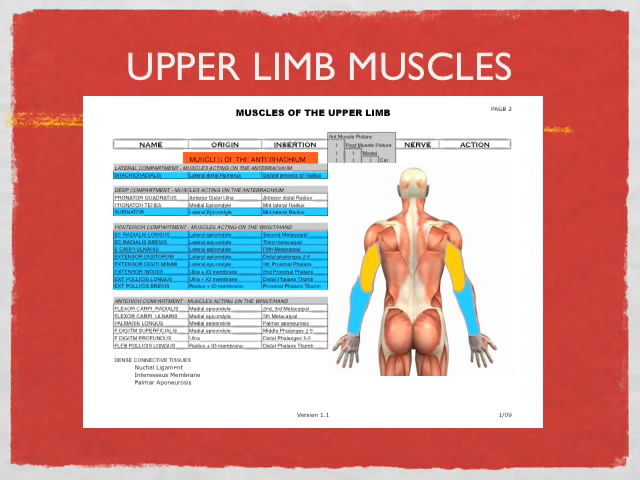 UPPER LIMB MUSCLES
MUSCLES OF THE UPPER LIMB
PAGE 2
NAME ORIGIN INSERTION NERVE ACTION
Ant Muscle Picture
Post Muscle Picture
Model
Cat
MUSCLES OF THE ANTEBRACHIUM
LATERAL COMPARTMENT - MUSCLES ACTING ON THE ANTEBRACHIUM
BRACHIORADIALIS Lateral distal Humerus Styloid process of Radius
DEEP COMPARTMENT - MUSCLES ACTING ON THE ANTEBRACHIUM
PRONATOR QUADRATUS Anterior Distal Ulna Anterior distal Radius
PRONATOR TERES Medial Epicondyle Mid lateral Radius
SUPINATOR Lateral Epicondyle Mid lateral Radius
POSTERIOR COMPARTMENT - MUSCLES ACTING ON THE WRIST/HAND
EC RADIALIS LONGUS Lateral epicondyle Second Metacarpal
EC RADIALIS BREVIS Lateral epicondyle Third metacarpal
E CARPI ULNARIS Lateral epicondyle Fifth Metacarpal
EXTENSOR DIGITORUM Lateral epicondyle Distal phalanges 2-5
EXTENSOR DIGITI MINIMI Lateral epicondyle 5th Proximal Phalanx
EXTENSOR INDICIS Ulna + IO membrane 2nd Proximal Phalanx
EXT POLLICIS LONGUS Ulna + IO membrane Distal Phalanx Thumb
EXT POLLICIS BREVIS Radius + IO membrane Proximal Phalanx Thumb
ANTERIOR COMPARTMENT - MUSCLES ACTING ON THE WRIST/HAND
FLEXOR CARPI RADIALIS Medial epicondyle 2nd, 3rd Metacarpal
FLEXOR CARPI ULNARIS Medial epicondyle 5th Metacarpal
PALMARIS LONGUS Medial epicondyle Palmar aponeurosis
F DIGITM SUPERFICIALIS Medial epicondyle Middle Phalanges 2-5
F DIGITM PROFUNDUS Ulna Distal Phalanges 2-5
FLEX POLLICIS LONGUS Radius + IO membrane Distal Phalanx Thumb
DENSE CONNECTIVE TISSUES
Nuchal Ligament
Interosseus Membrane
Palmar Aponeurosis
Version 1.1
1/09